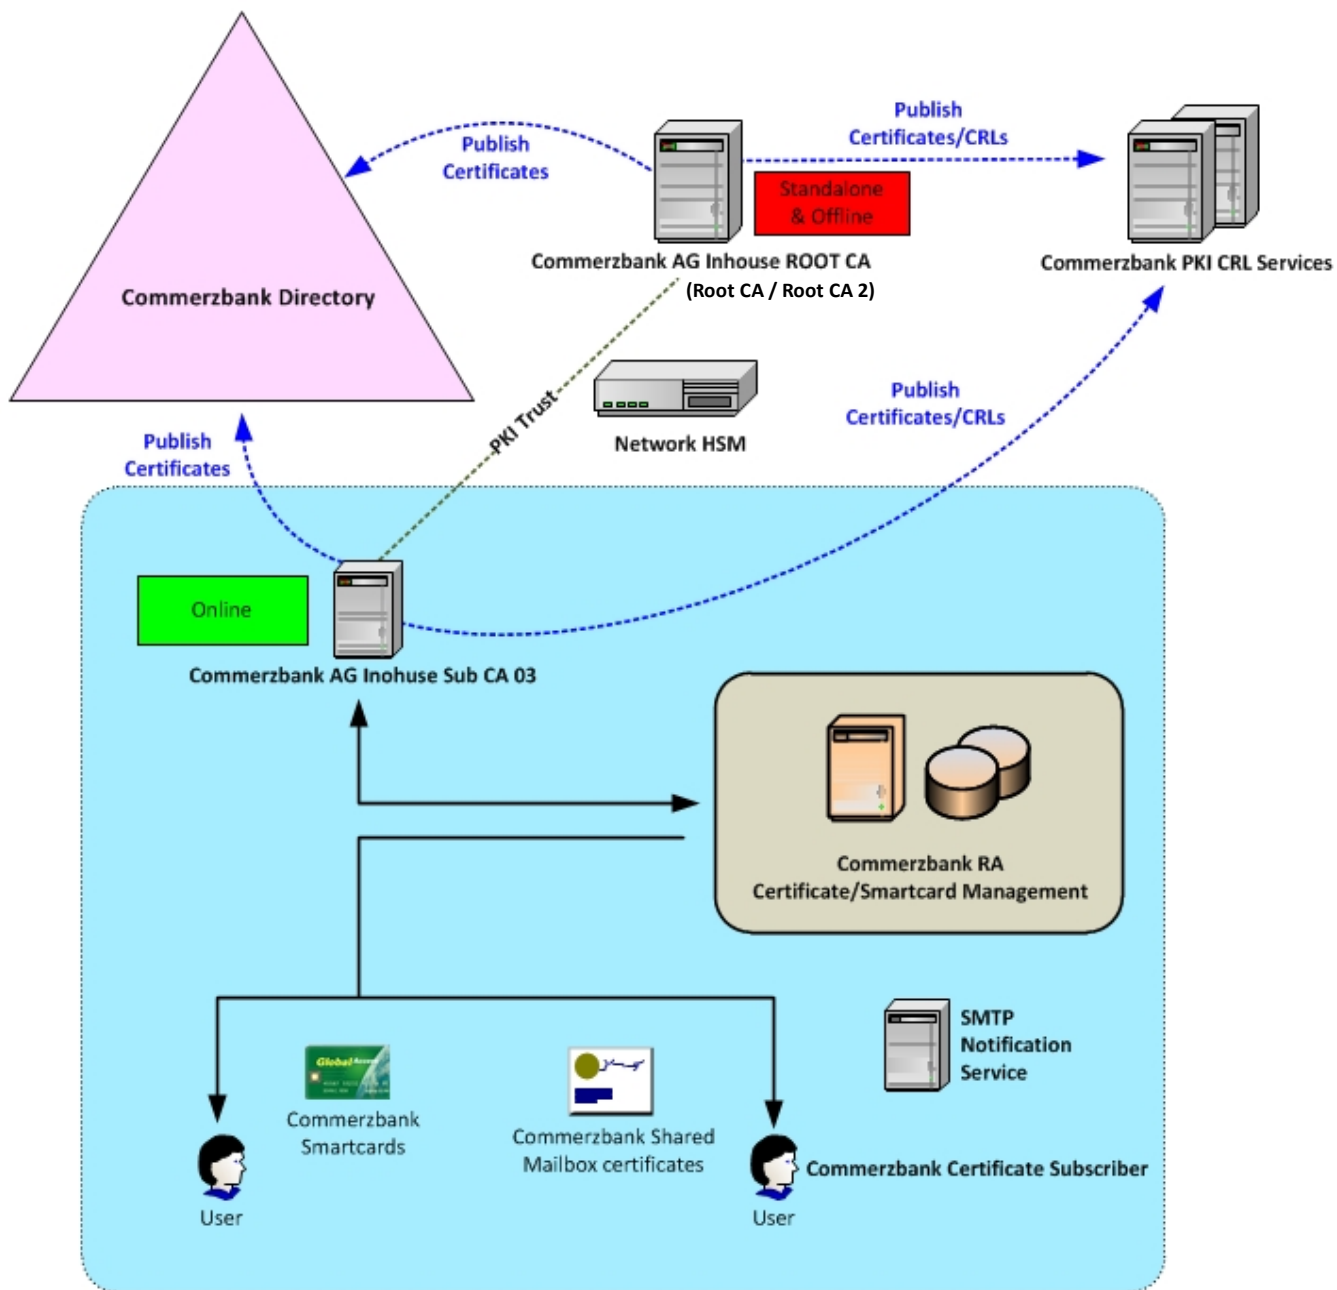 Publish
Certificates/CRLs
Publish
Certificates
Standalone
& Offline
Commerzbank AG Inhouse ROOT CA
(Root CA / Root CA 2)
Commerzbank PKI CRL Services
Commerzbank Directory
PKI Trust
Network HSM
Publish
Certificates/CRLs
Publish
Certificates
Online
Commerzbank AG Inohuse Sub CA 03
Commerzbank RA
Certificate/Smartcard Management
SMTP
Notification
Service
Global Access
Commerzbank
Smartcards
Commerzbank Shared
Mailbox certificates
Commerzbank Certificate Subscriber
User
User